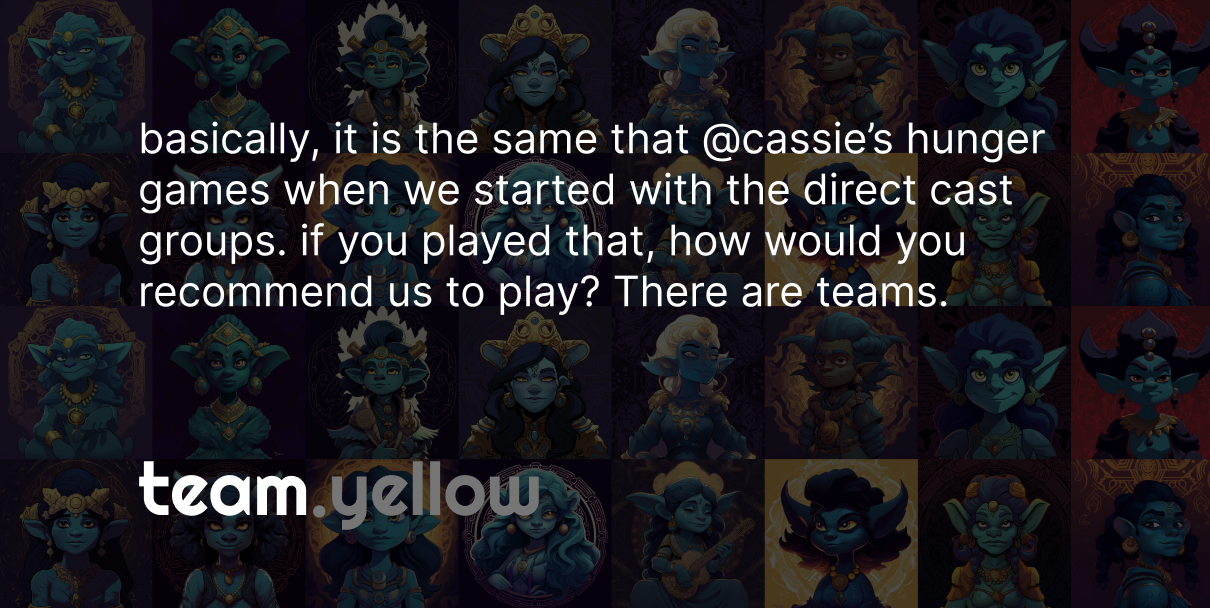 basically, it is the same that @cassie’s hunger
games when we started with the direct cast
groups. if you played that, how would you
recommend us to play? There are teams.
team.yellow